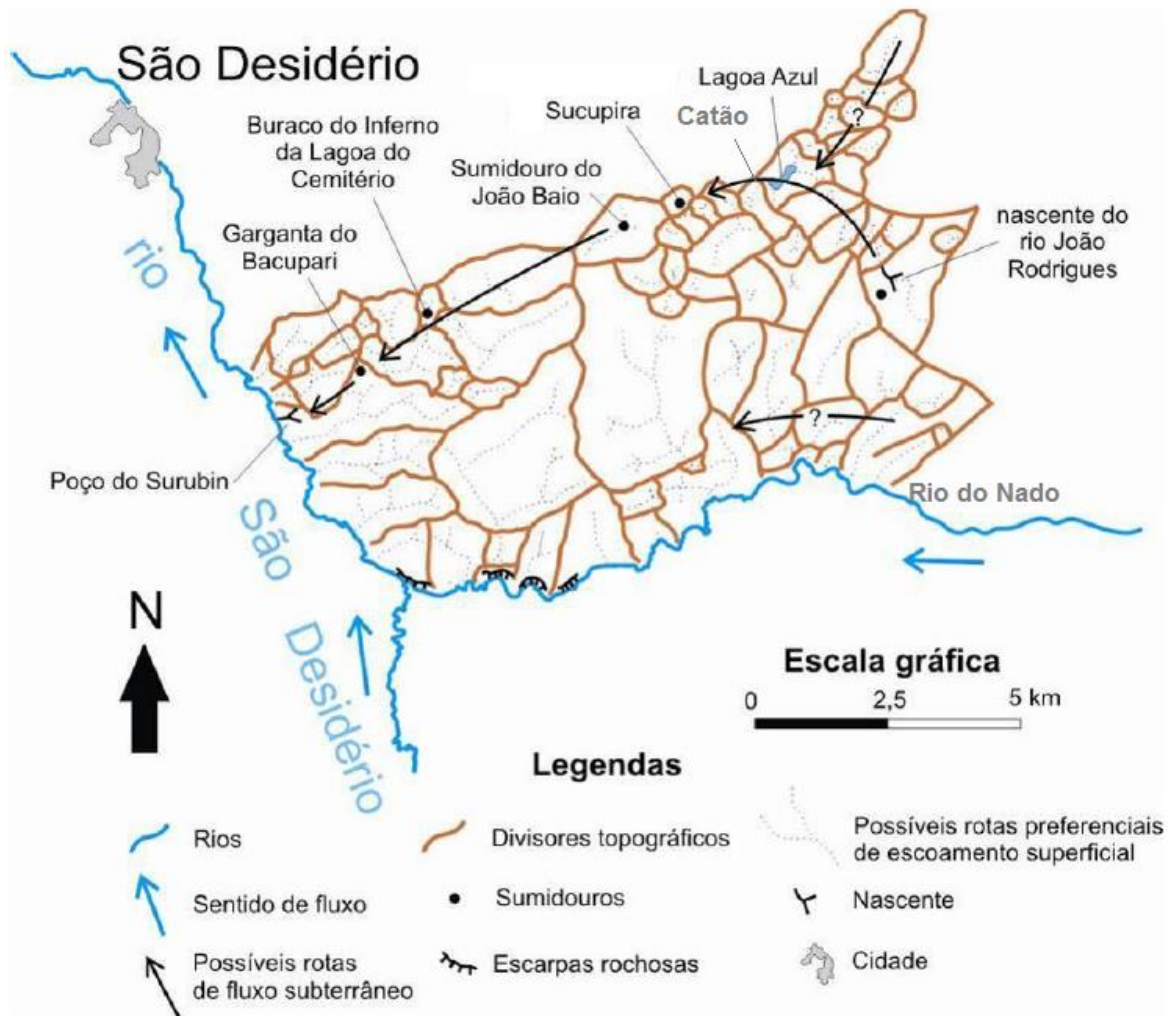 São Desidério
Lagoa Azul
Catão
Sucupira
Buraco do Inferno
da Lagoa do
Cemitério
Sumidouro do
João Baio
Garganta do
Bacupari
nascente do
rio João
Rodrigues
?
?
rio
São
Desidério
Poço do Surubin
Rio do Nado
N
Escala gráfica
0 2,5 5 km
Legendas
Rios
Divisores topográficos
Possíveis rotas preferenciais
de escoamento superficial
Sentido de fluxo
Sumidouros
Nascente
Possíveis rotas
de fluxo subterrâneo
Escarpas rochosas
Cidade